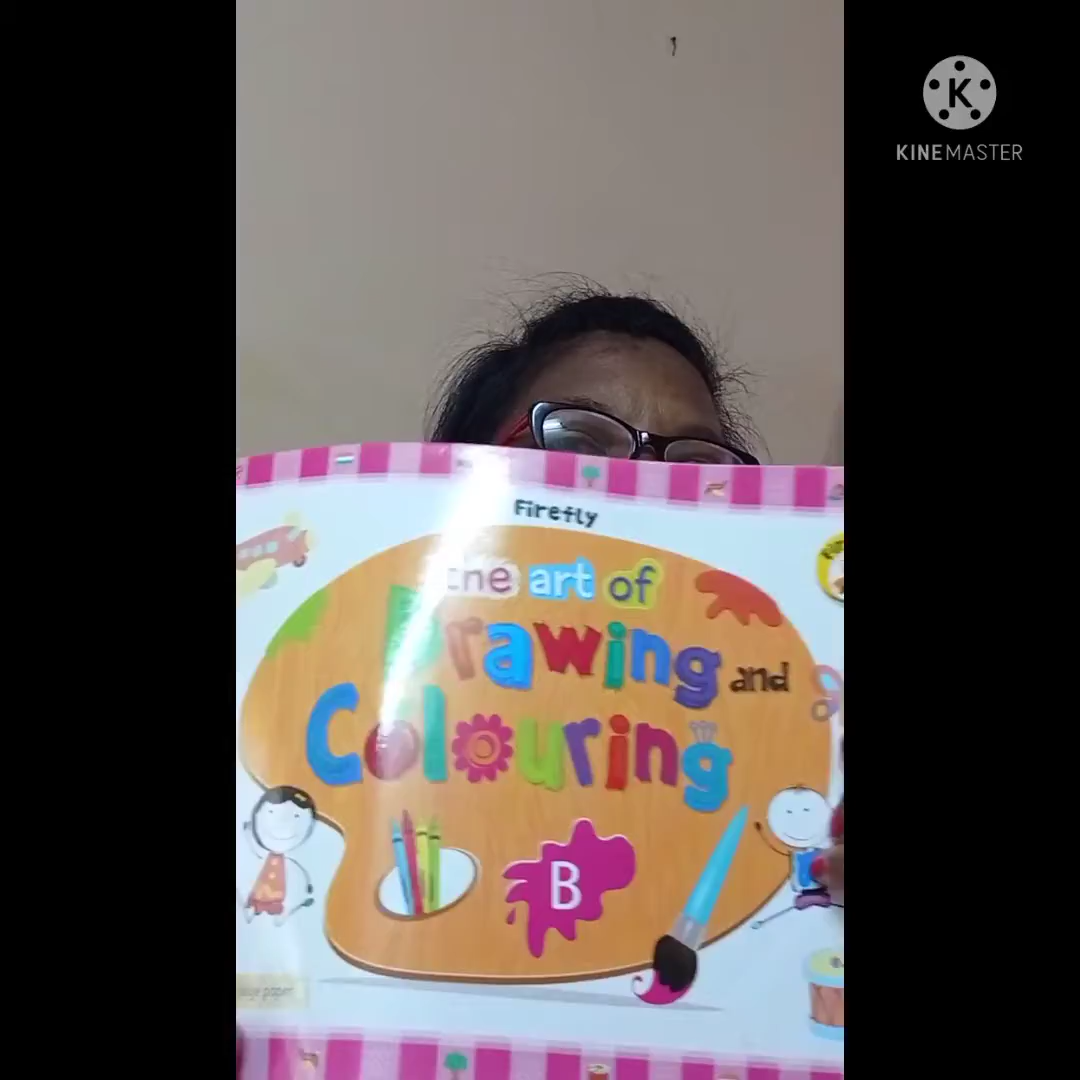 KINEMASTER
Firefly
the art of
Drawing and
Colouring
B